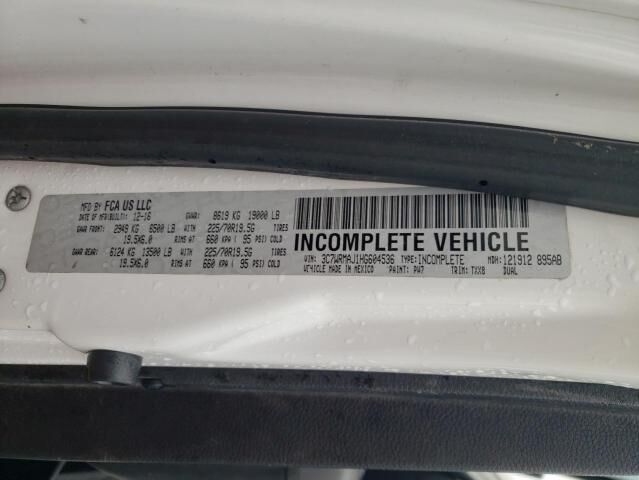 MFD BY FCA US LLC
DATE OF MFR(BUILT): 12-16 GVWR: 8619 KG 19000 LB
GAWR FRONT: 2949 KG 6500 LB WITH 225/70R19.5G TIRES
19.5X6.0 RIMS AT 660 KPA ( 95 PSI) COLD
GAWR REAR: 6124 KG 13500 LB WITH 225/70R19.5G TIRES
19.5X6.0 RIMS AT 660 KPA ( 95 PSI) COLD
INCOMPLETE VEHICLE
VIN: 3C7WRMAJ1HG604536 TYPE: INCOMPLETE MDH: 121912 895AB
VEHICLE MADE IN MEXICO PAINT: PW7 TRIM: TXX8 DUAL